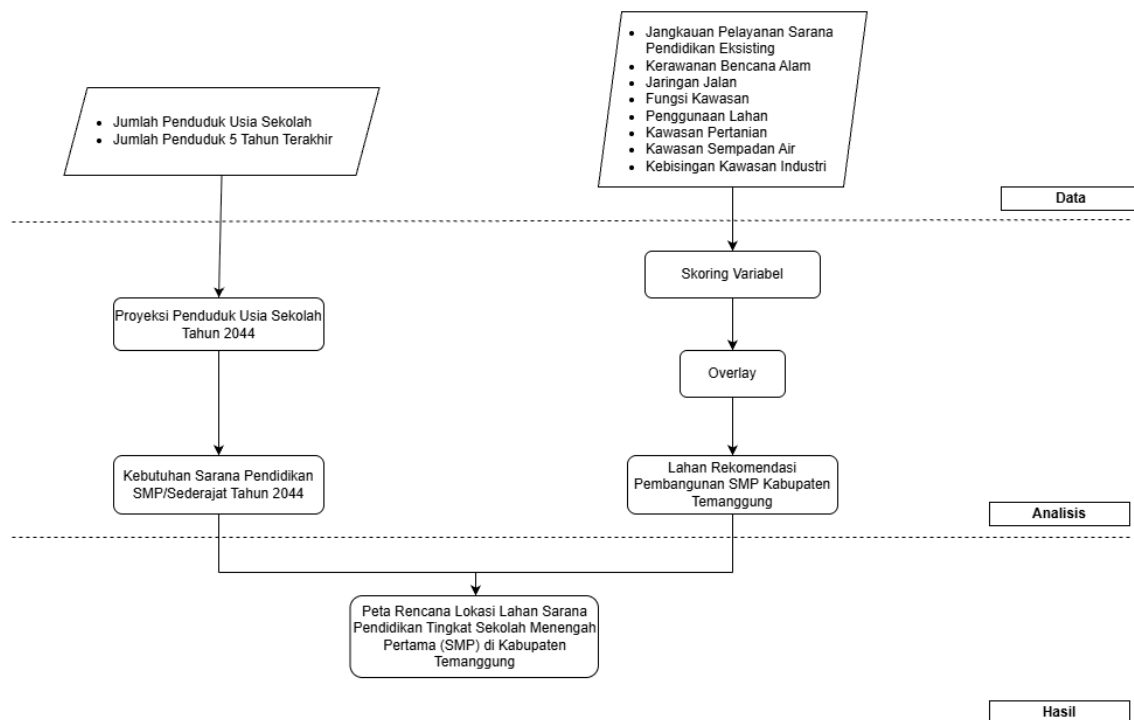 Jangkauan Pelayanan Sarana
Pendidikan Eksisting
Kerawanan Bencana Alam
Jaringan Jalan
Fungsi Kawasan
Penggunaan Lahan
Kawasan Pertanian
Kawasan Sempadan Air
Kebisingan Kawasan Industri
Jumlah Penduduk Usia Sekolah
Jumlah Penduduk 5 Tahun Terakhir
Data
Skoring Variabel
Proyeksi Penduduk Usia Sekolah
Tahun 2044
Overlay
Kebutuhan Sarana Pendidikan
SMP/Sederajat Tahun 2044
Lahan Rekomendasi
Pembangunan SMP Kabupaten
Temanggung
Analisis
Peta Rencana Lokasi Lahan Sarana
Pendidikan Tingkat Sekolah Menengah
Pertama (SMP) di Kabupaten
Temanggung
Hasil